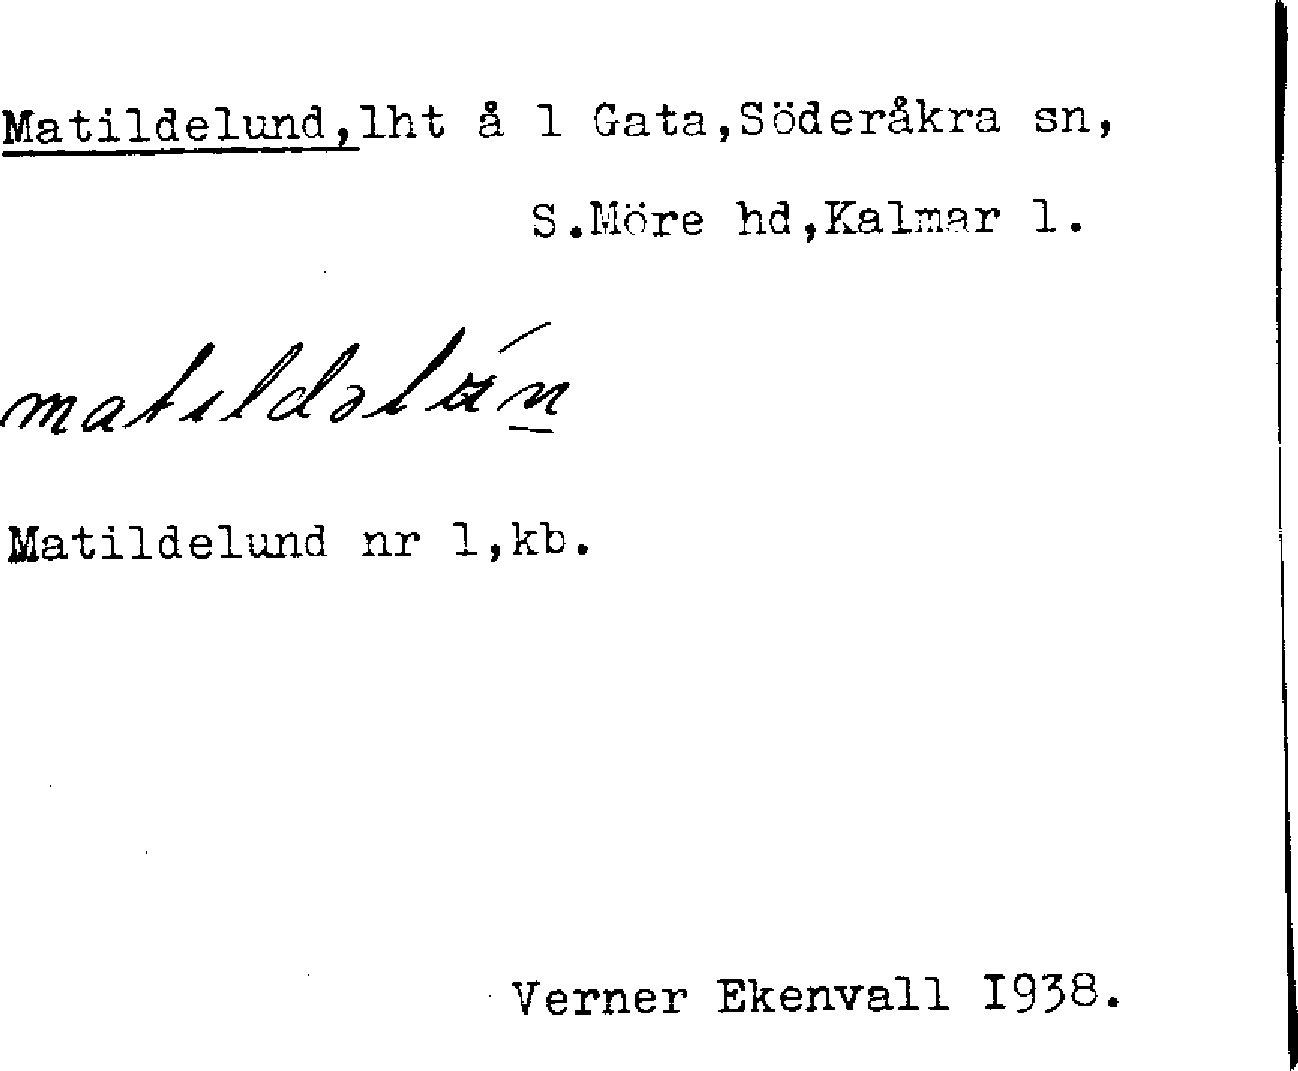 Matildelund,lht å 1 Gata,Söderåkra sn,
S.Möre hd,Kalmar l.
Matildelund nr 1,kb.
Verner Ekenvall I938.